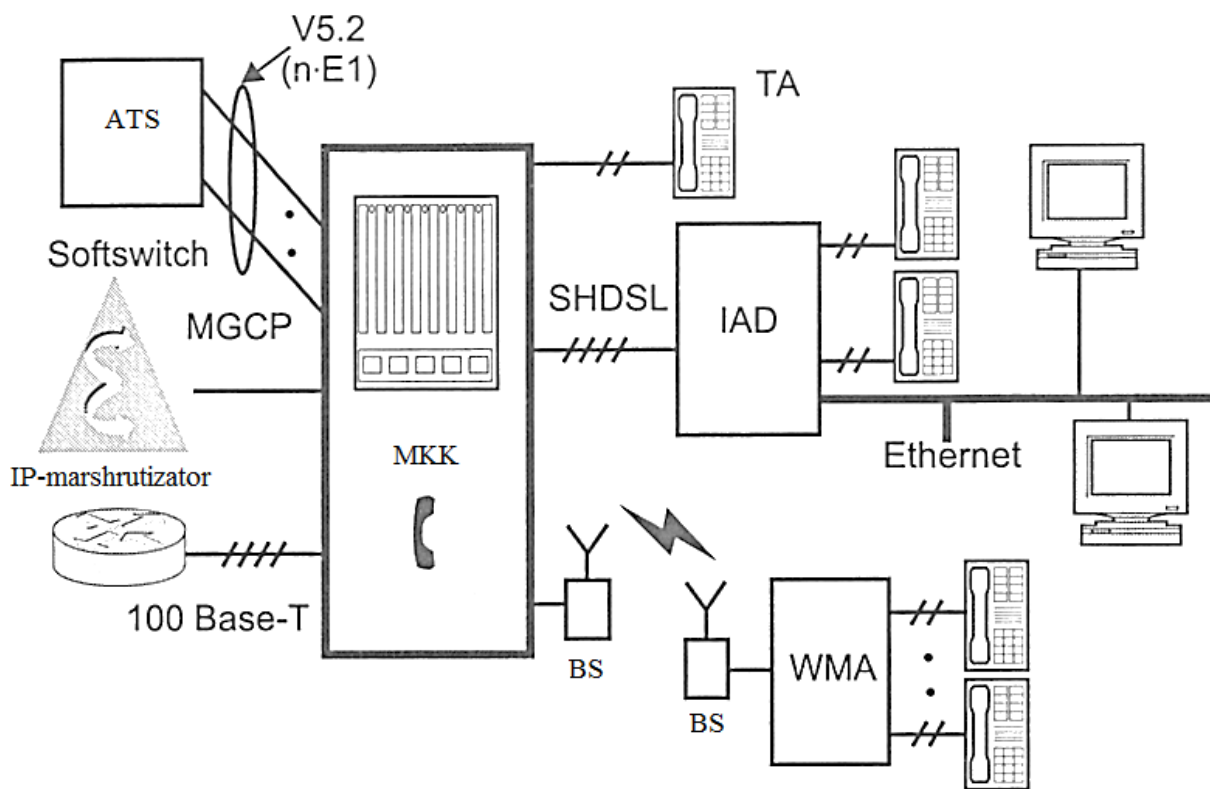 V5.2
(n·E1)
ATS
TA
Softswitch
MGCP
SHDSL
IAD
IP-marshrutizator
MKK
Ethernet
100 Base-T
BS
BS
WMA